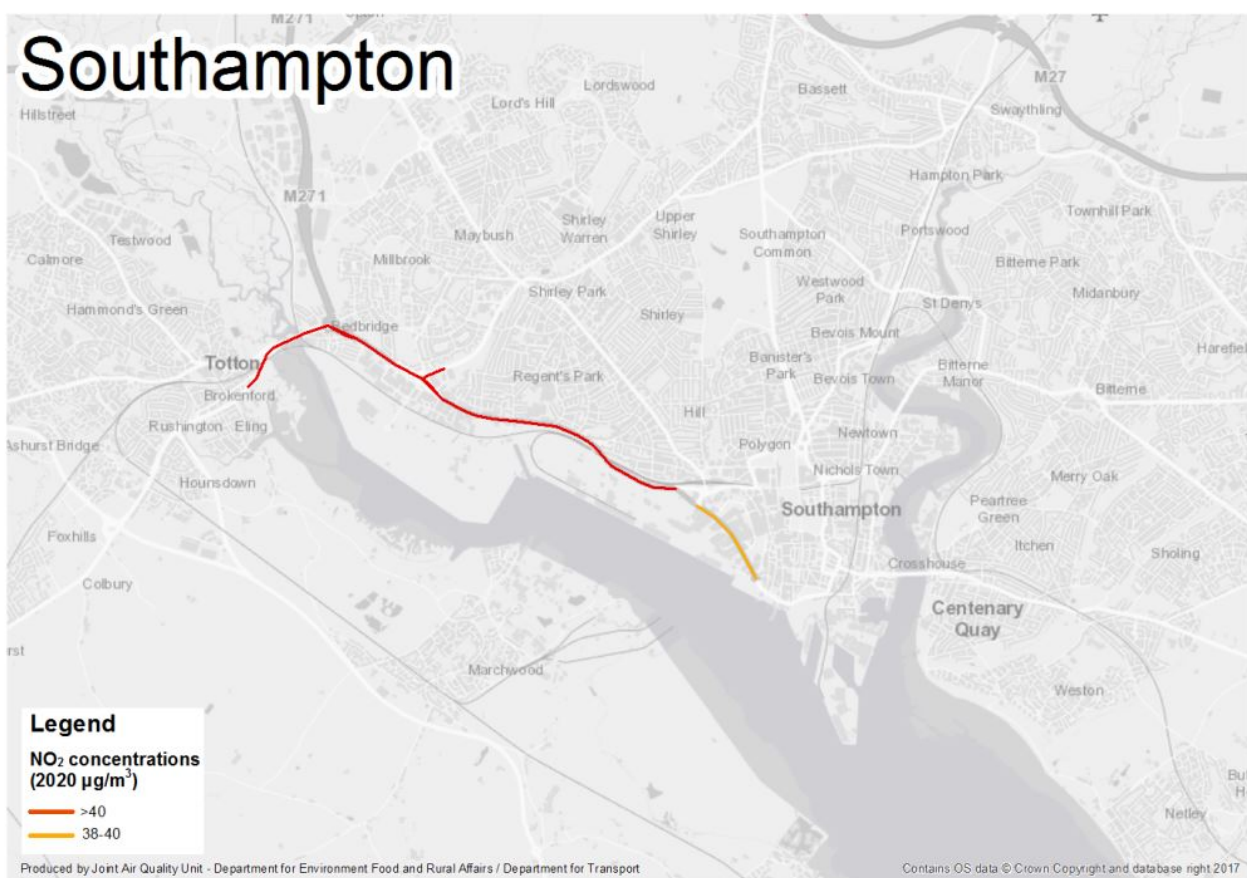 Southampton
M271
M27
Lordswood
Lord's Hill
Bassett
Swaythling
Hillstreet
M271
Hampton Park
Testwood
Maybush
Shirley
Warren
Upper
Shirley
Southampton
Common
Portswood
Townhill Park
Calmore
Millbrook
Bitterne Park
Hammond's Green
Shirley Park
Westwood
Park
St Denys
Midanbury
Redbridge
Shirley
Bevois Mount
Harefiel
Totton
Regent's Park
Banister's
Park
Bevois Town
Bitterne
Manor
Bitterne
Brokenford
Rushington
Eling
Hill
Newtown
Ashurst Bridge
Polygon
Nichols Town
Merry Oak
Hounsdown
Southampton
Peartree
Green
Foxhills
Itchen
Sholing
Colbury
Crosshouse
Centenary
Quay
rst
Marchwood
Weston
Legend
NO₂ concentrations
(2020 µg/m³)
>40
38-40
Netley
Produced by Joint Air Quality Unit - Department for Environment Food and Rural Affairs / Department for Transport
Contains OS data © Crown Copyright and database right 2017